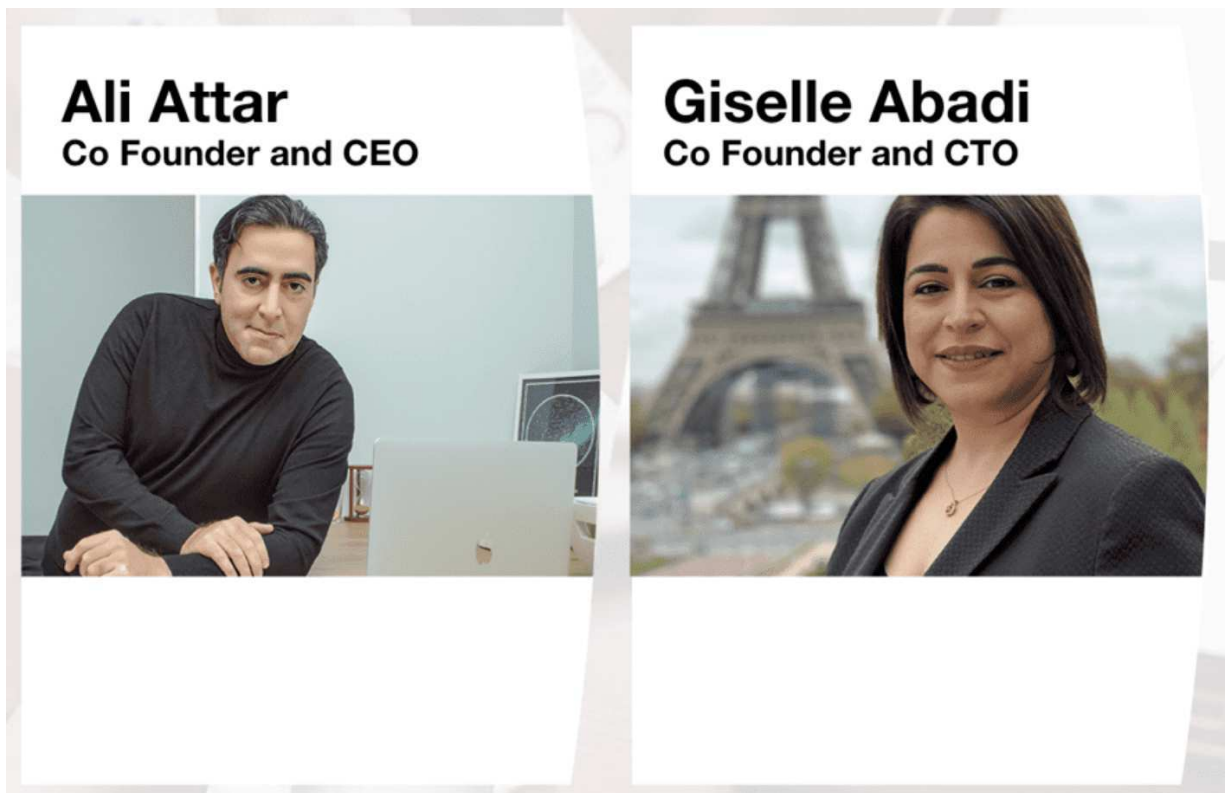 Ali Attar
Co Founder and CEO
Giselle Abadi
Co Founder and CTO